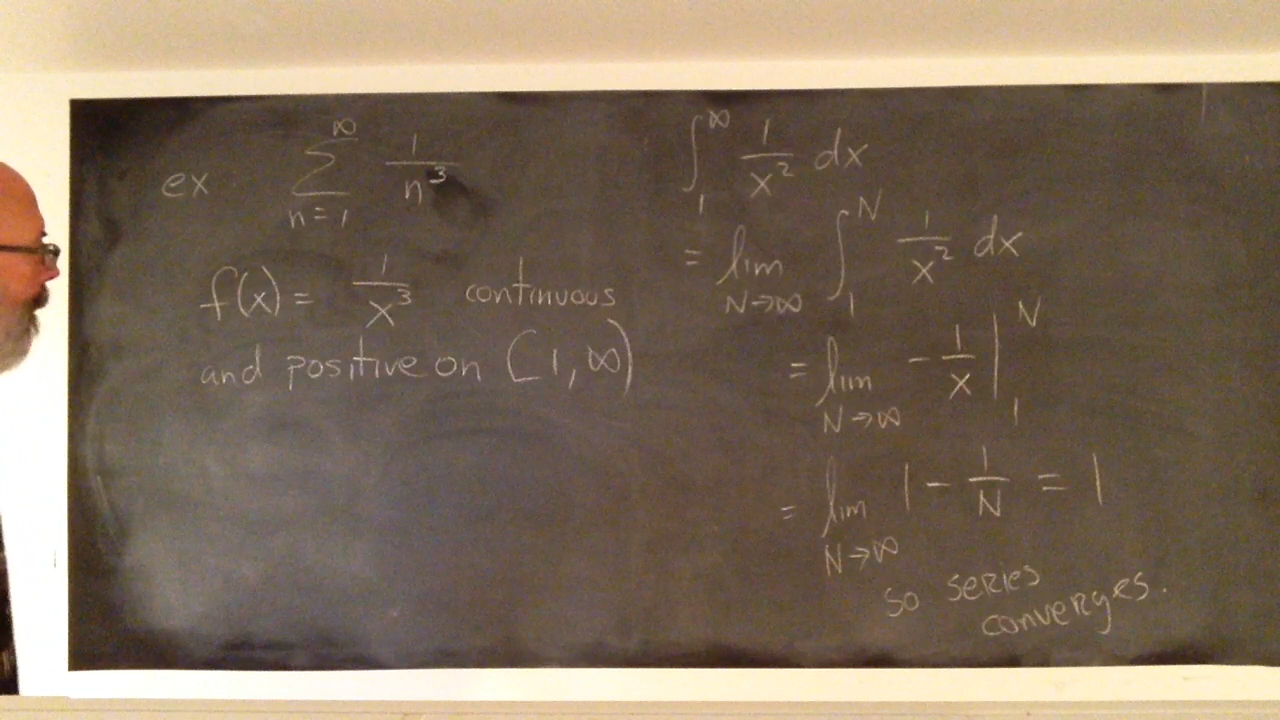 ex ∑_{n=1}^{∞} 1/n³
f(x) = 1/x³ continuous
and positive on (1, ∞)
∫_1^∞ 1/x² dx
= lim_{N→∞} ∫_1^N 1/x² dx
= lim_{N→∞} -1/x |_1^N
= lim_{N→∞} 1 - 1/N = 1
so series
converges.